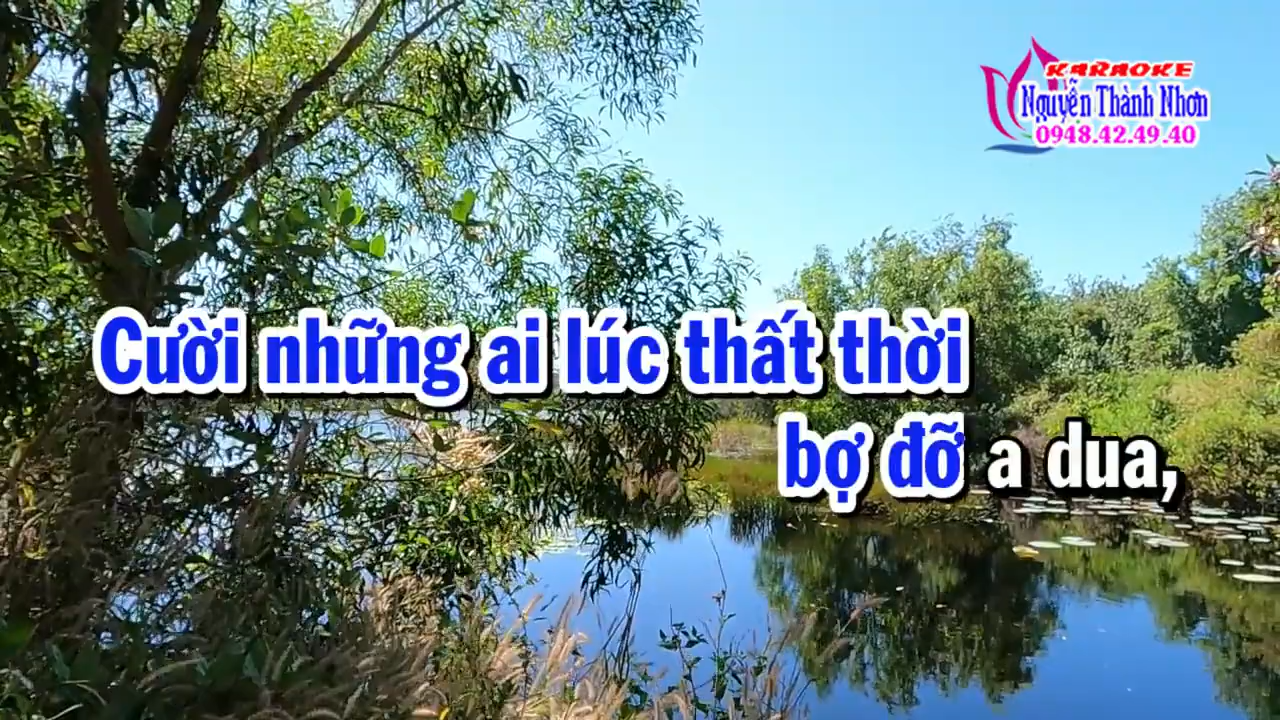 KARAOKE
Nguyễn Thành Nhơn
0948.42.49.40
Cười những ai lúc thất thời
bợ đỡ a dua,